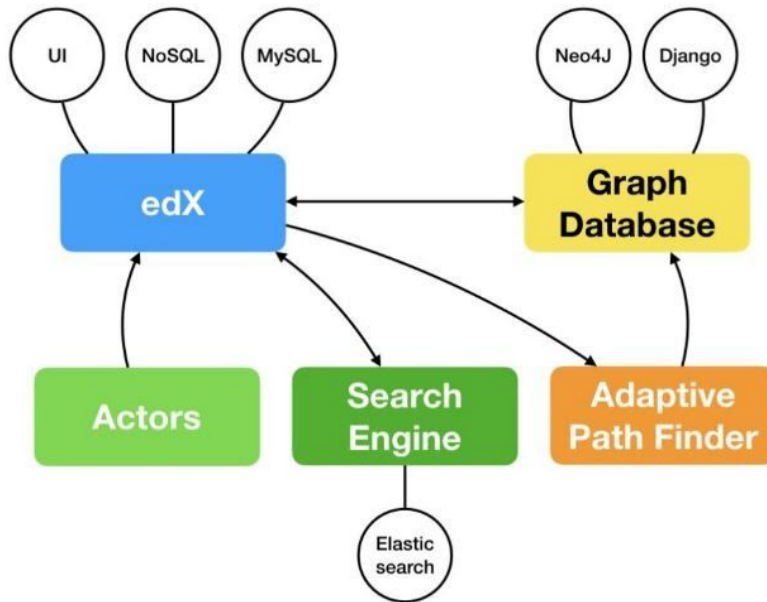 UI
NoSQL
MySQL
Neo4J
Django
edX
Graph
Database
Actors
Search
Engine
Adaptive
Path Finder
Elastic
search